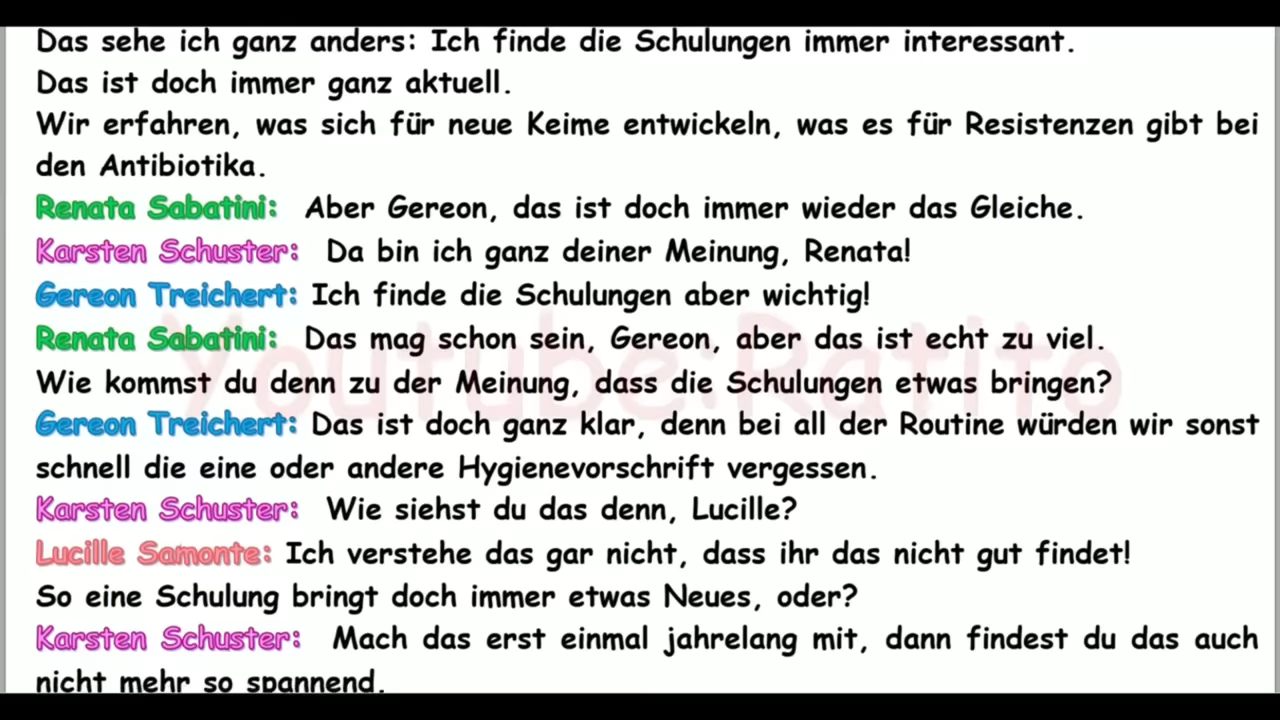 Das sehe ich ganz anders: Ich finde die Schulungen immer interessant.
Das ist doch immer ganz aktuell.
Wir erfahren, was sich für neue Keime entwickeln, was es für Resistenzen gibt bei
den Antibiotika.
Renata Sabatini: Aber Gereon, das ist doch immer wieder das Gleiche.
Karsten Schuster: Da bin ich ganz deiner Meinung, Renata!
Gereon Treichert: Ich finde die Schulungen aber wichtig!
Renata Sabatini: Das mag schon sein, Gereon, aber das ist echt zu viel.
Youtube:Ratito
Wie kommst du denn zu der Meinung, dass die Schulungen etwas bringen?
Gereon Treichert: Das ist doch ganz klar, denn bei all der Routine würden wir sonst
schnell die eine oder andere Hygienevorschrift vergessen.
Karsten Schuster: Wie siehst du das denn, Lucille?
Lucille Samonte: Ich verstehe das gar nicht, dass ihr das nicht gut findet!
So eine Schulung bringt doch immer etwas Neues, oder?
Karsten Schuster: Mach das erst einmal jahrelang mit, dann findest du das auch
nicht mehr so spannend.